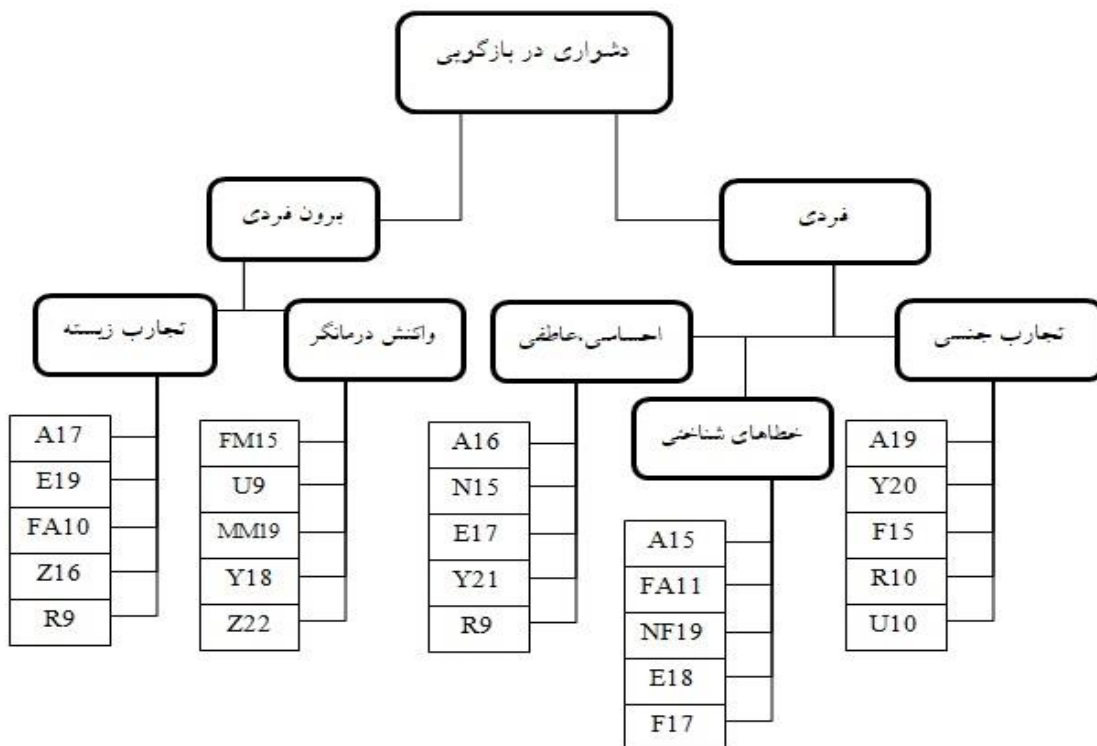 دشواری در بازگویی
فردی
برون فردی
تجارب جنسی
خطاهای شناختی
احساسی،عاطفی
واکنش درمانگر
تجارب زیسته
A19
Y20
F15
R10
U10
A15
FA11
NF19
E18
F17
A16
N15
E17
Y21
R9
FM15
U9
MM19
Y18
Z22
A17
E19
FA10
Z16
R9